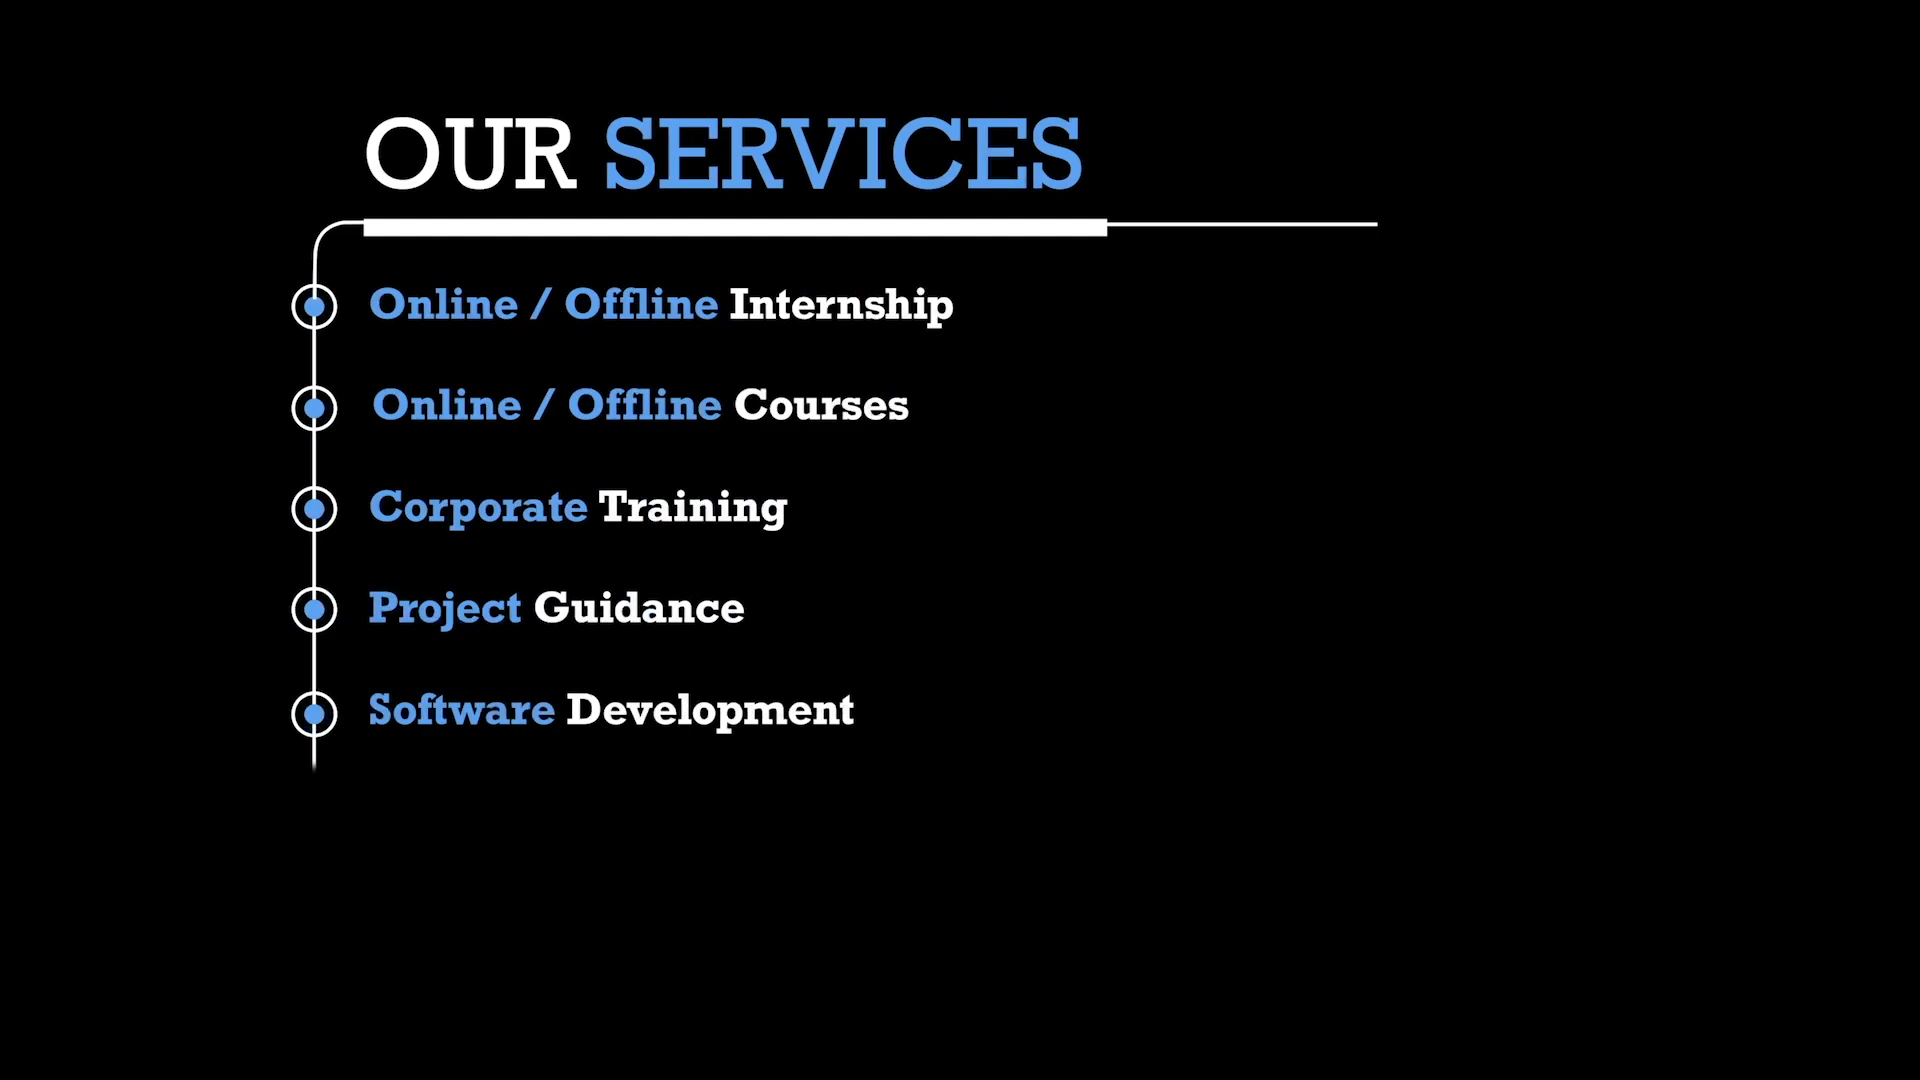 OUR SERVICES
Online / Offline Internship
Online / Offline Courses
Corporate Training
Project Guidance
Software Development